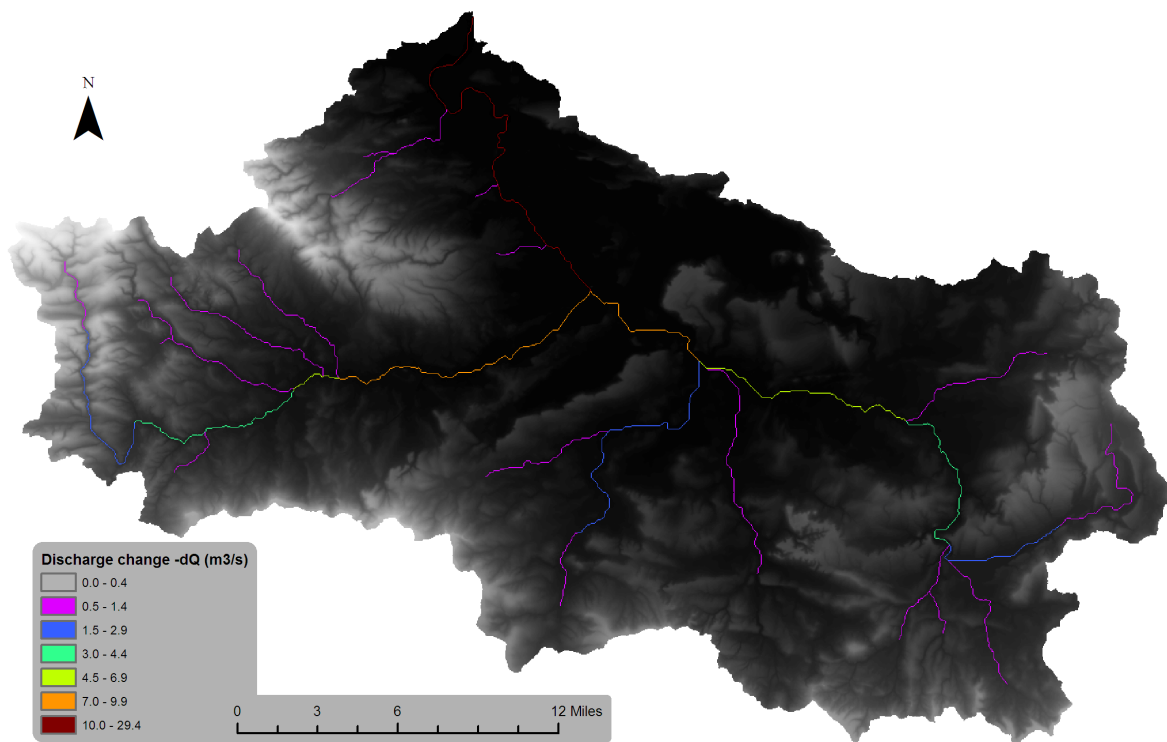 N
Discharge change -dQ (m3/s)
0.0 - 0.4
0.5 - 1.4
1.5 - 2.9
3.0 - 4.4
4.5 - 6.9
7.0 - 9.9
10.0 - 29.4
0 3 6 12 Miles